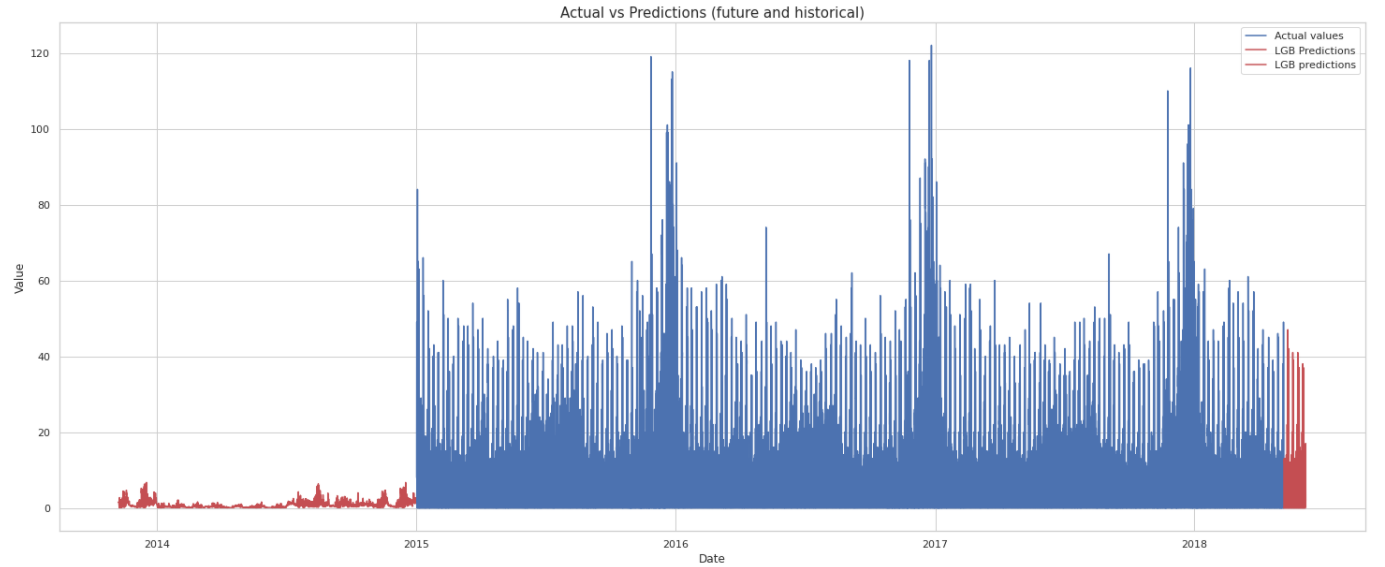 Actual vs Predictions (future and historical)
Actual values
LGB Predictions
LGB predictions
120
100
80
60
40
20
0
Value
2014
2015
2016
2017
2018
Date